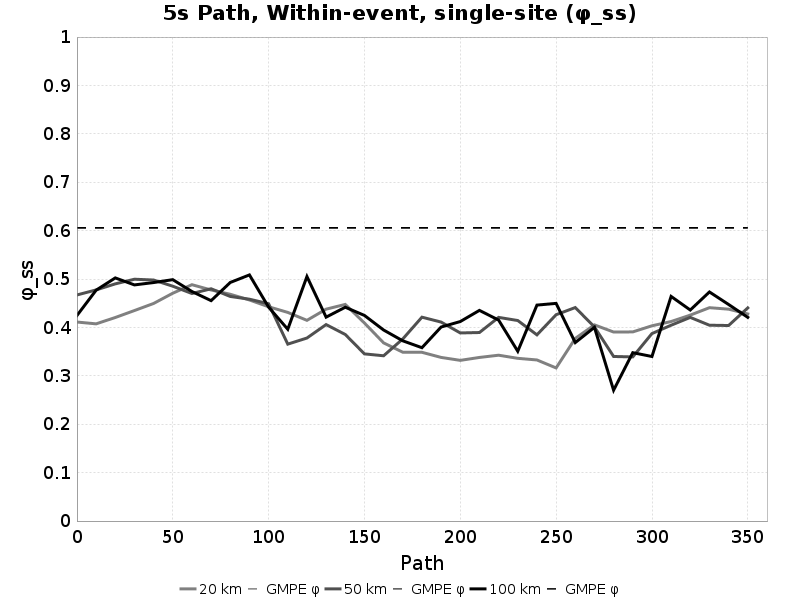 5s Path, Within-event, single-site (φ_ss)
1
0.9
0.8
0.7
0.6
0.5
0.4
0.3
0.2
0.1
0
φ_ss
0 50 100 150 200 250 300 350
Path
20 km GMPE φ 50 km GMPE φ 100 km GMPE φ